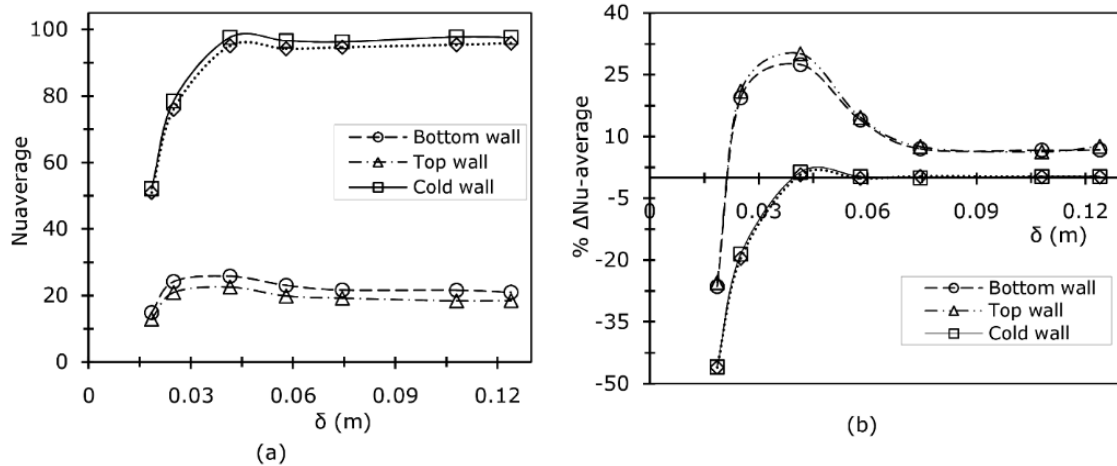 100
80
60
40
20
0
Nuaverage
Bottom wall
Top wall
Cold wall
0 0.03 0.06 0.09 0.12
δ (m)
(a)
40
25
10
-5
-20
-35
-50
% ΔNu-average
0 0.03 0.06 0.09 0.12
δ (m)
Bottom wall
Top wall
Cold wall
(b)